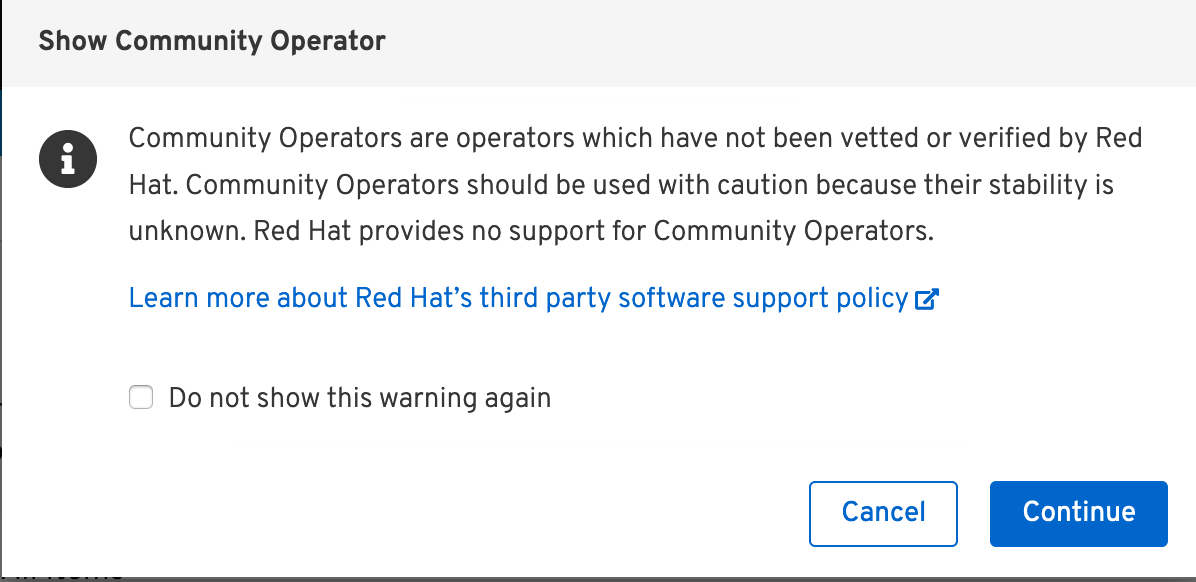 Show Community Operator
Community Operators are operators which have not been vetted or verified by Red
Hat. Community Operators should be used with caution because their stability is
unknown. Red Hat provides no support for Community Operators.
Learn more about Red Hat’s third party software support policy
Do not show this warning again
Cancel
Continue